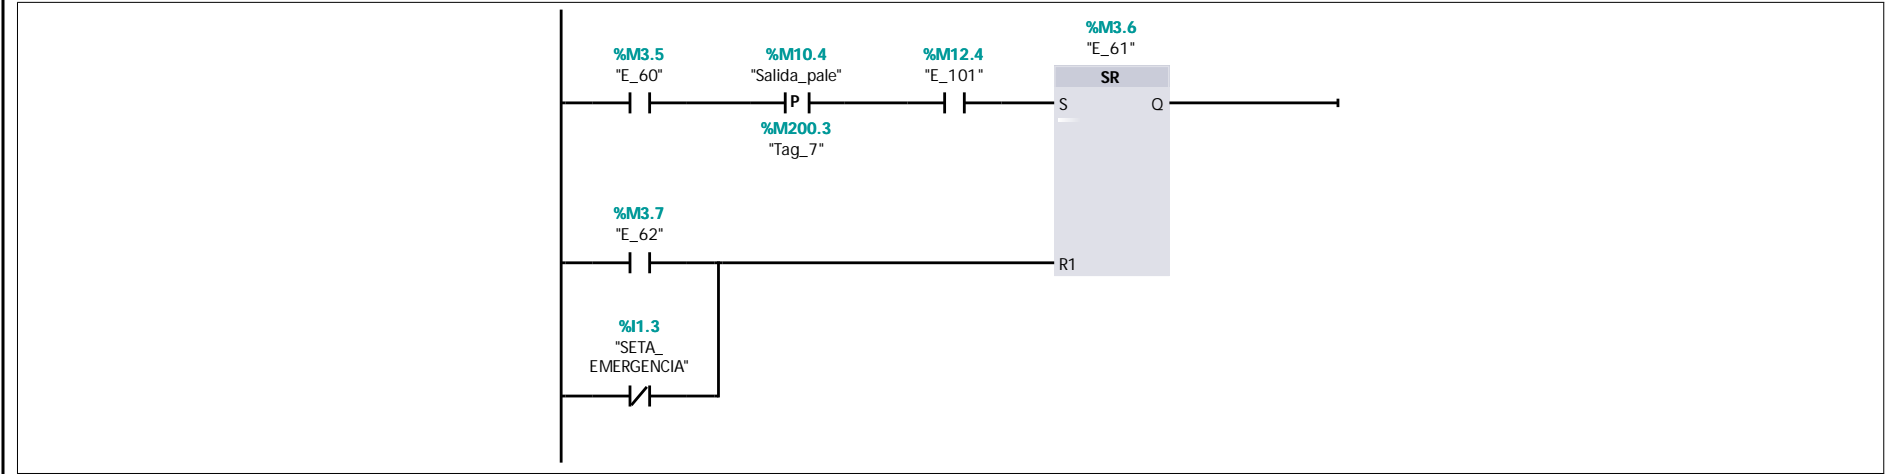 %M3.6
"E_61"
%M3.5
"E_60"
%M10.4
"Salida_pale"
%M12.4
"E_101"
SR
P
S
Q
%M200.3
"Tag_7"
%M3.7
"E_62"
R1
%I1.3
"SETA_
EMERGENCIA"